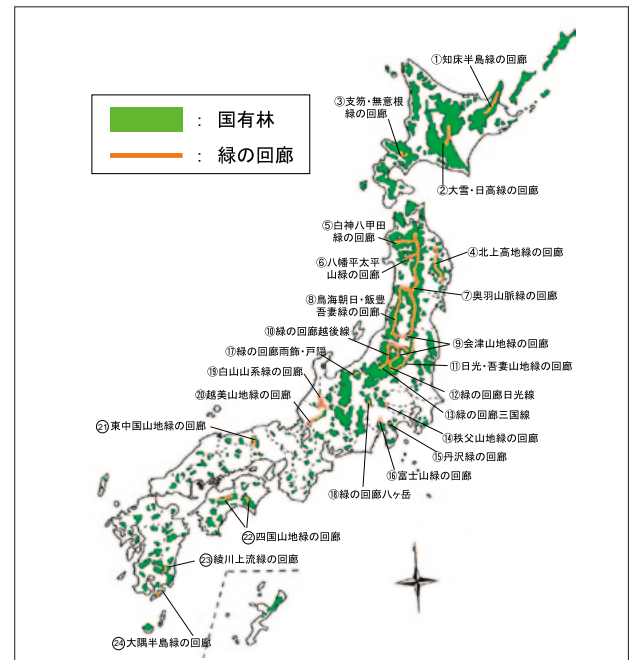 ：国有林
：緑の回廊
①知床半島緑の回廊
③支笏・無意根
緑の回廊
②大雪・日高緑の回廊
⑤白神八甲田
緑の回廊
④北上高地緑の回廊
⑥八幡平太平
山緑の回廊
⑦奥羽山脈緑の回廊
⑧鳥海朝日・飯豊
吾妻緑の回廊
⑩緑の回廊越後線
⑨会津山地緑の回廊
⑰緑の回廊雨飾・戸隠
⑪日光・吾妻山地緑の回廊
⑲白山山系緑の回廊
⑫緑の回廊日光線
⑳越美山地緑の回廊
⑬緑の回廊三国線
㉑東中国山地緑の回廊
⑭秩父山地緑の回廊
⑮丹沢緑の回廊
⑯富士山緑の回廊
⑱緑の回廊八ヶ岳
㉒四国山地緑の回廊
㉓綾川上流緑の回廊
㉔大隅半島緑の回廊